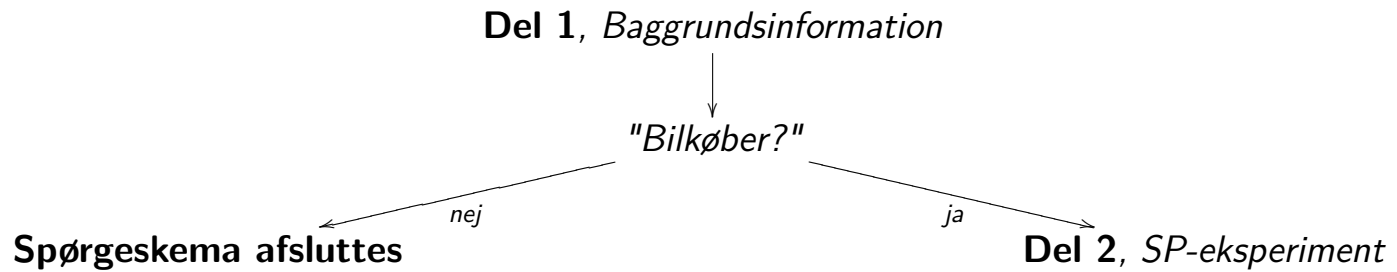 Del 1, Baggrundsinformation
"Bilkøber?"
nej
ja
Spørgeskema afsluttes
Del 2, SP-eksperiment